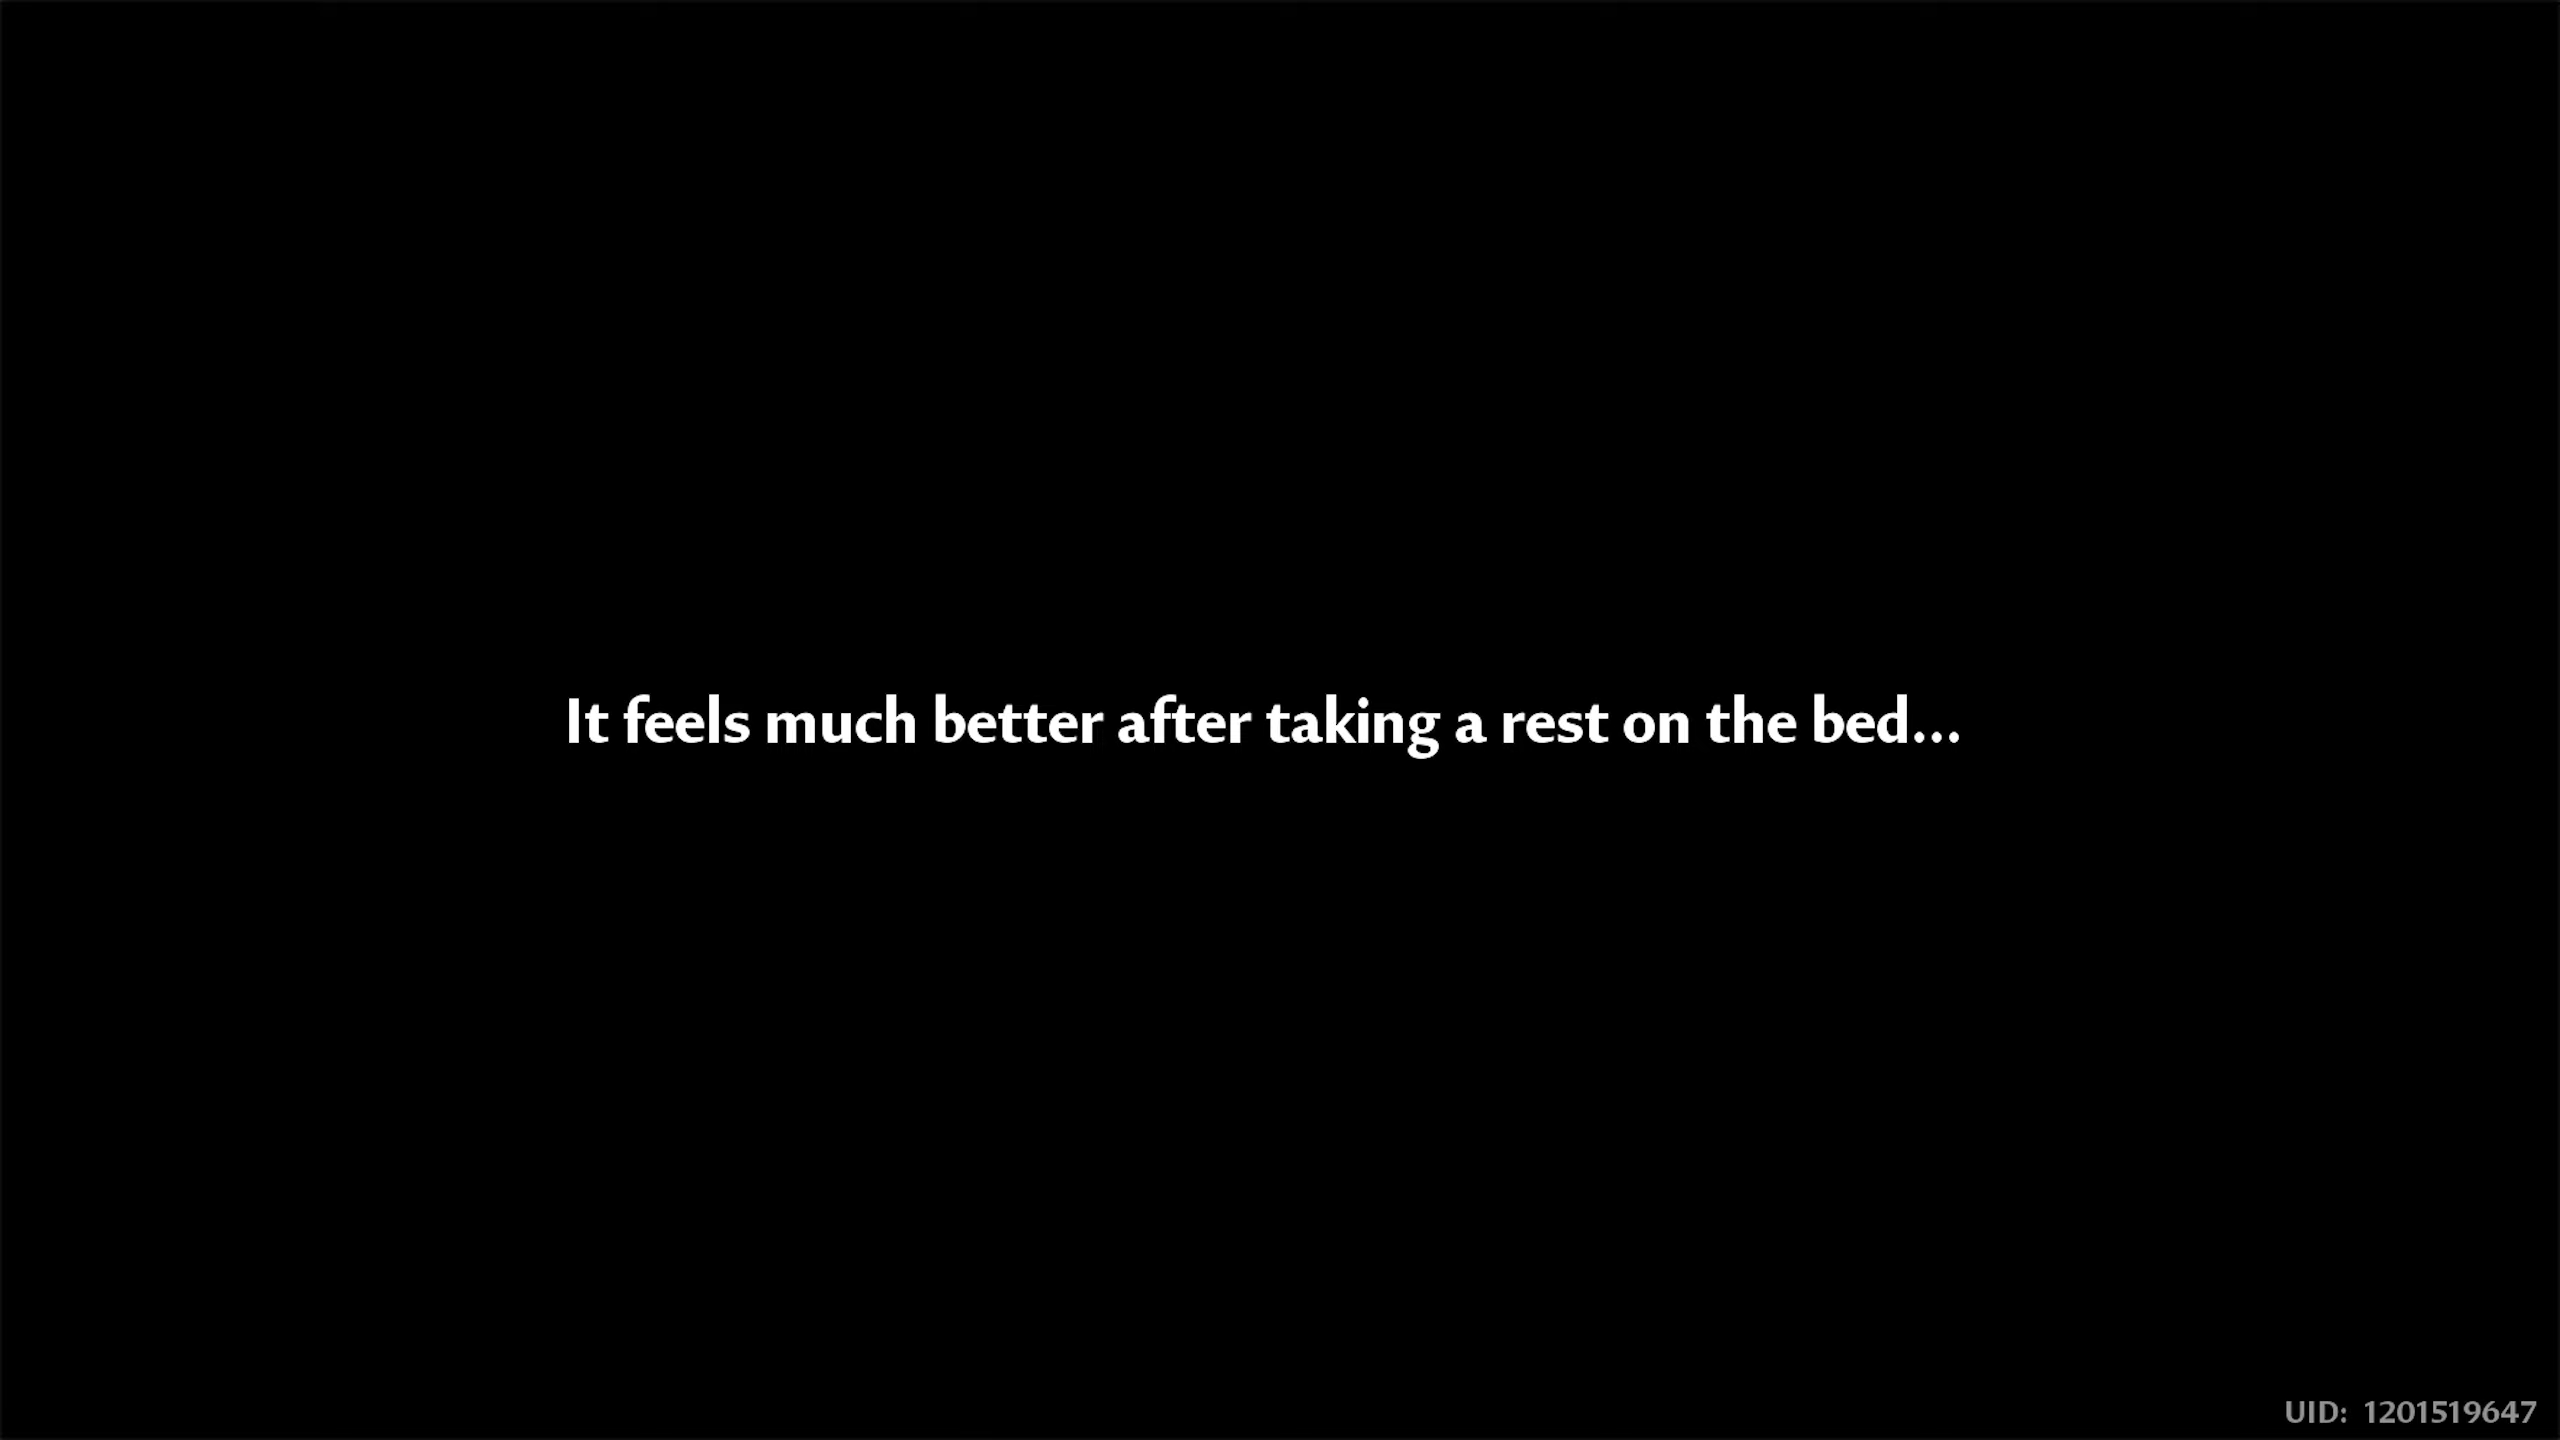 It feels much better after taking a rest on the bed...
UID: 1201519647